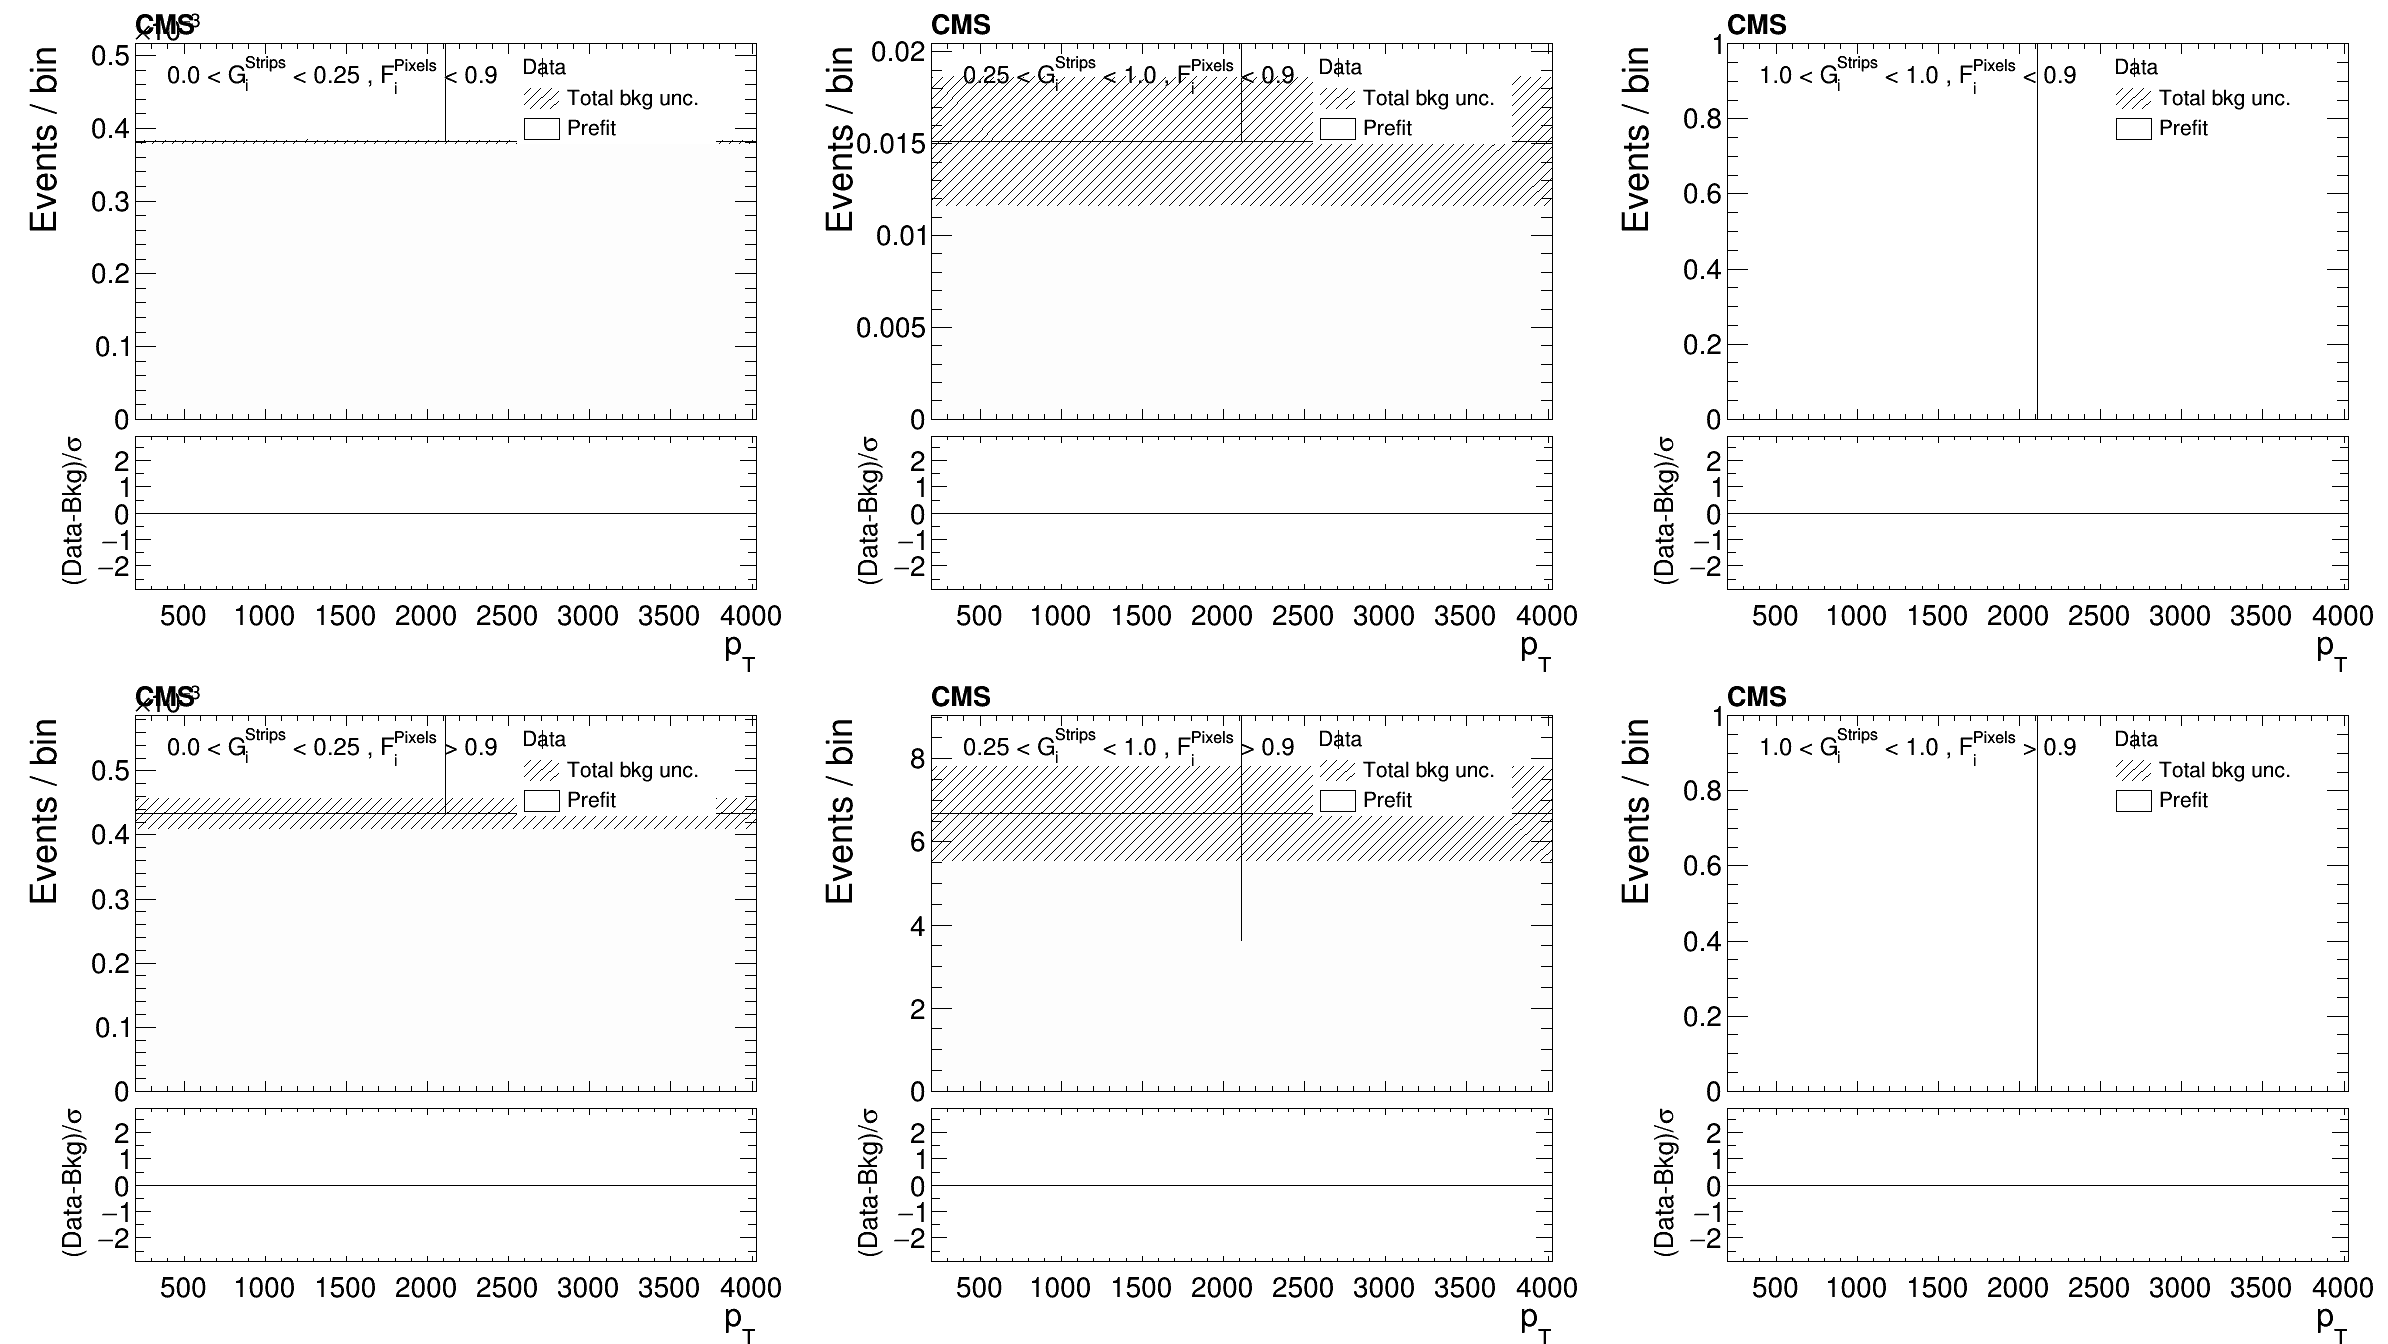 CMS
×10⁻³
Events / bin
0.0 < G_i^Strips < 0.25 , F_i^Pixels < 0.9
Data
Total bkg unc.
Prefit
0.5
0.4
0.3
0.2
0.1
0
(Data-Bkg)/σ
2
1
0
−1
−2
500 1000 1500 2000 2500 3000 3500 4000
p_T
CMS
Events / bin
0.25 < G_i^Strips < 1.0 , F_i^Pixels < 0.9
Data
Total bkg unc.
Prefit
0.02
0.015
0.01
0.005
0
(Data-Bkg)/σ
2
1
0
−1
−2
500 1000 1500 2000 2500 3000 3500 4000
p_T
CMS
Events / bin
1.0 < G_i^Strips < 1.0 , F_i^Pixels < 0.9
Data
Total bkg unc.
Prefit
1
0.8
0.6
0.4
0.2
0
(Data-Bkg)/σ
2
1
0
−1
−2
500 1000 1500 2000 2500 3000 3500 4000
p_T
CMS
×10⁻³
Events / bin
0.0 < G_i^Strips < 0.25 , F_i^Pixels > 0.9
Data
Total bkg unc.
Prefit
0.5
0.4
0.3
0.2
0.1
0
(Data-Bkg)/σ
2
1
0
−1
−2
500 1000 1500 2000 2500 3000 3500 4000
p_T
CMS
Events / bin
0.25 < G_i^Strips < 1.0 , F_i^Pixels > 0.9
Data
Total bkg unc.
Prefit
8
6
4
2
0
(Data-Bkg)/σ
2
1
0
−1
−2
500 1000 1500 2000 2500 3000 3500 4000
p_T
CMS
Events / bin
1.0 < G_i^Strips < 1.0 , F_i^Pixels > 0.9
Data
Total bkg unc.
Prefit
1
0.8
0.6
0.4
0.2
0
(Data-Bkg)/σ
2
1
0
−1
−2
500 1000 1500 2000 2500 3000 3500 4000
p_T